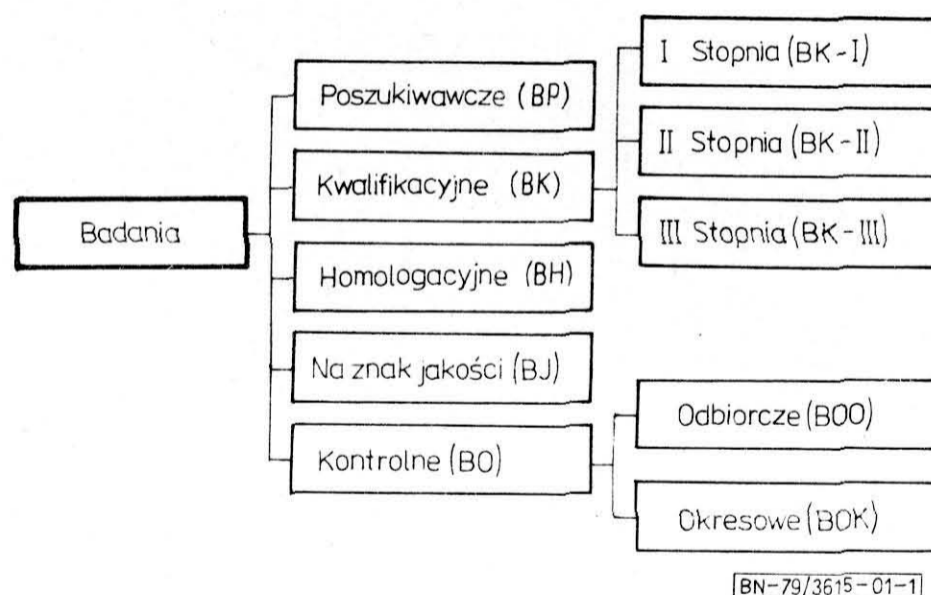 Badania
Poszukiwawcze (BP)
Kwalifikacyjne (BK)
Homologacyjne (BH)
Na znak jakości (BJ)
Kontrolne (BO)
I Stopnia (BK-I)
II Stopnia (BK-II)
III Stopnia (BK-III)
Odbiorcze (BOO)
Okresowe (BOK)
BN-79/3615-01-1